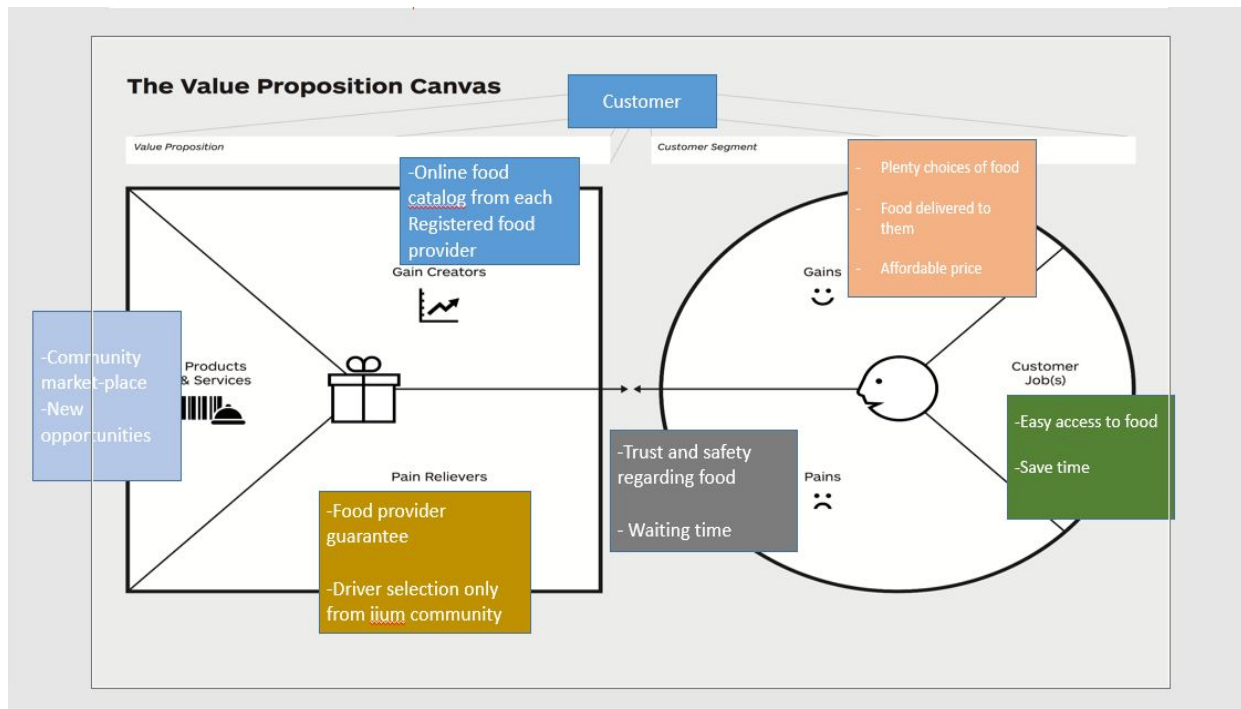 The Value Proposition Canvas
Customer
Value Proposition
Customer Segment
-Online food
catalog from each
Registered food
provider
Gain Creators
- Plenty choices of food
- Food delivered to
them
- Affordable price
Gains
-Community
market-place
-New
opportunities
Products
& Services
Customer
Job(s)
-Easy access to food
-Save time
-Trust and safety
regarding food
- Waiting time
Pains
Pain Relievers
-Food provider
guarantee
-Driver selection only
from iium community